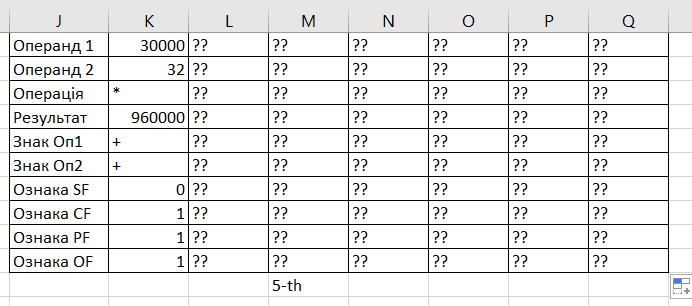 J K L M N O P Q
Операнд 1 30000 ?? ?? ?? ?? ?? ??
Операнд 2 32 ?? ?? ?? ?? ?? ??
Операція * ?? ?? ?? ?? ?? ??
Результат 960000 ?? ?? ?? ?? ?? ??
Знак Оп1 + ?? ?? ?? ?? ?? ??
Знак Оп2 + ?? ?? ?? ?? ?? ??
Ознака SF 0 ?? ?? ?? ?? ?? ??
Ознака CF 1 ?? ?? ?? ?? ?? ??
Ознака PF 1 ?? ?? ?? ?? ?? ??
Ознака OF 1 ?? ?? ?? ?? ?? ??
5-th